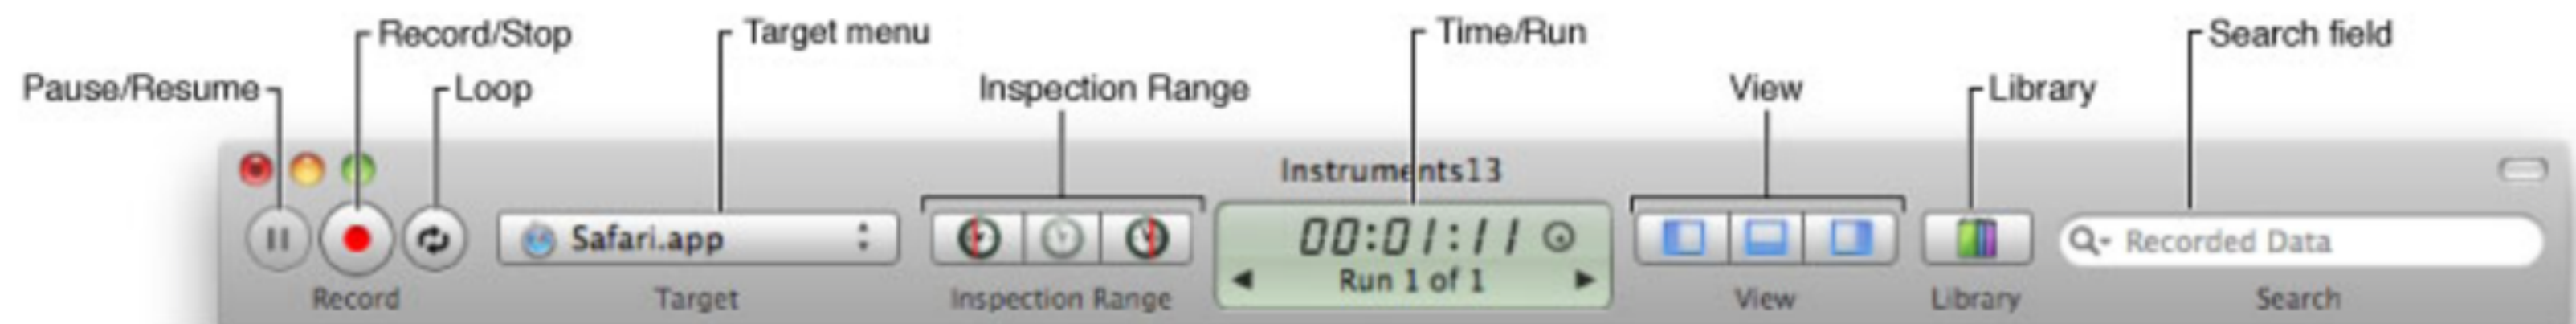 Record/Stop
Target menu
Time/Run
Search field
Pause/Resume
Loop
Inspection Range
View
Library
Instruments13
Safari.app
00:01:11
Recorded Data
Run 1 of 1
Record
Target
Inspection Range
View
Library
Search